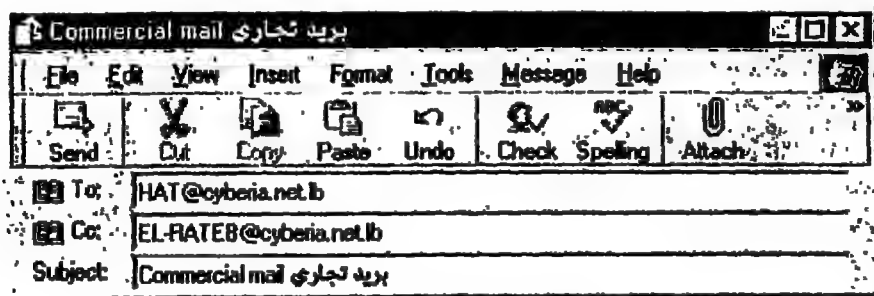 Commercial mail بريد تجاري
File Edit View Insert Format Tools Message Help
Send Cut Copy Paste Undo Check Spelling Attach
To: HAT@cyberia.net.lb
Cc: EL-RATEB@cyberia.net.lb
Subject: Commercial mail بريد تجاري